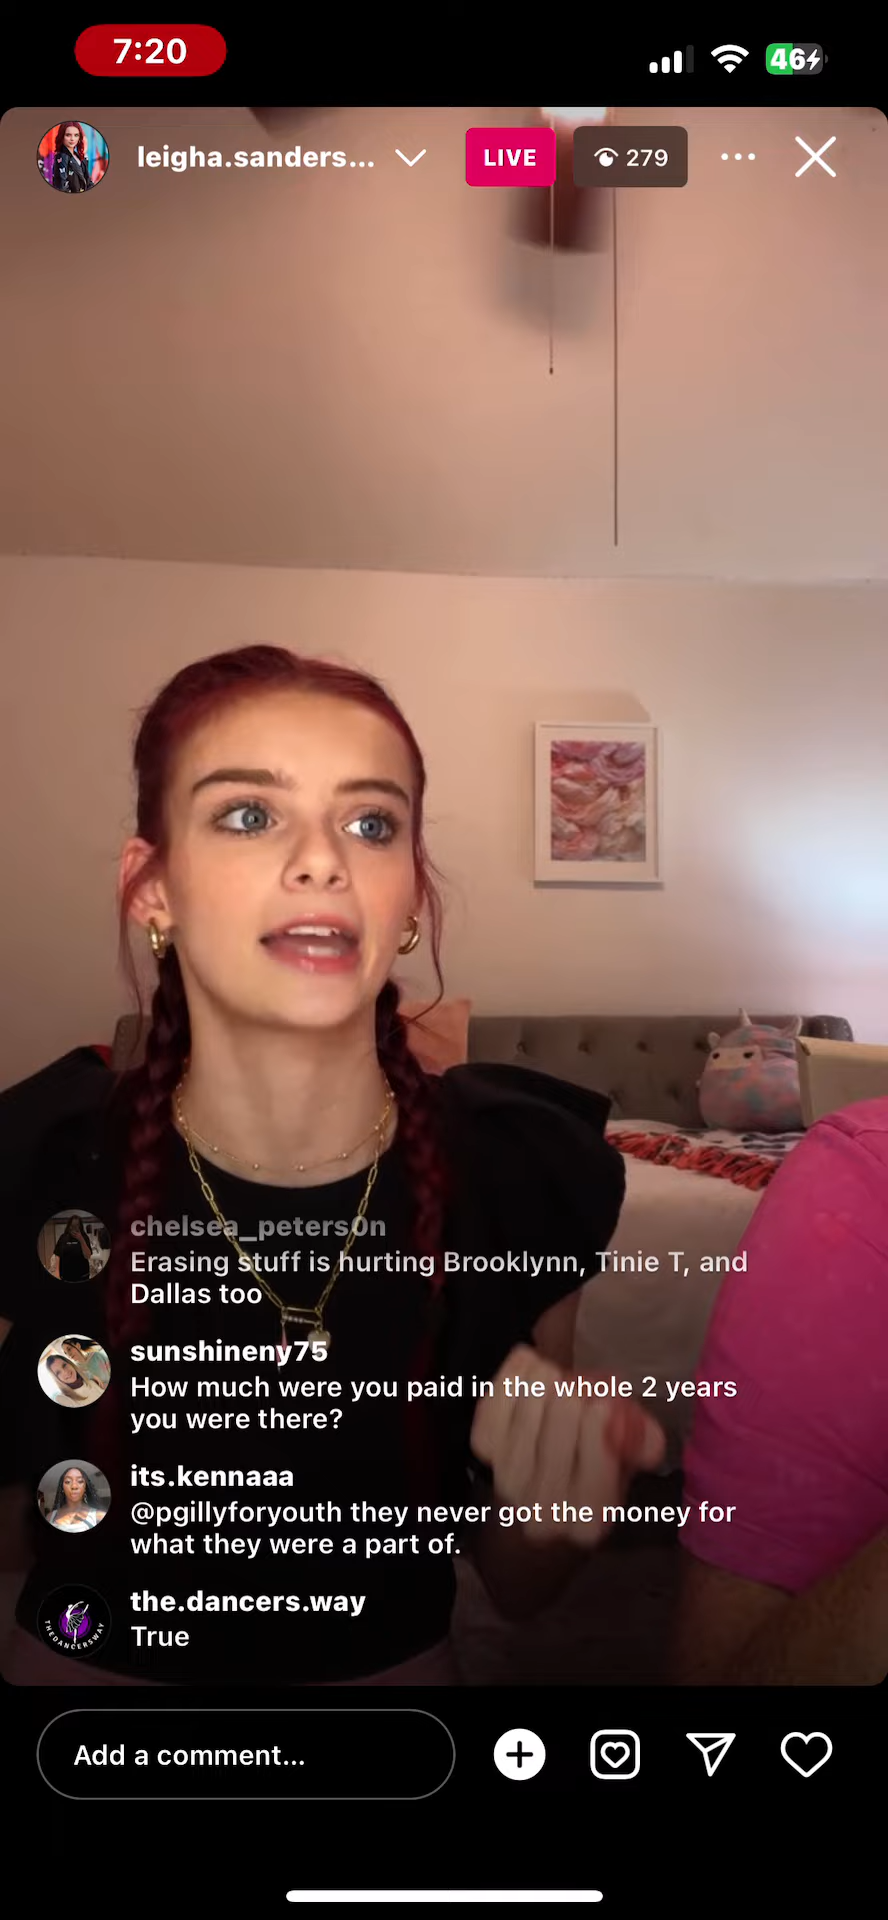 7:20
46
leigha.sanders...
LIVE
279
chelsea_peters0n
Erasing stuff is hurting Brooklynn, Tinie T, and
Dallas too
sunshineny75
How much were you paid in the whole 2 years
you were there?
its.kennaaa
@pgillyforyouth they never got the money for
what they were a part of.
the.dancers.way
True
THEDANCERSWAY
Add a comment...